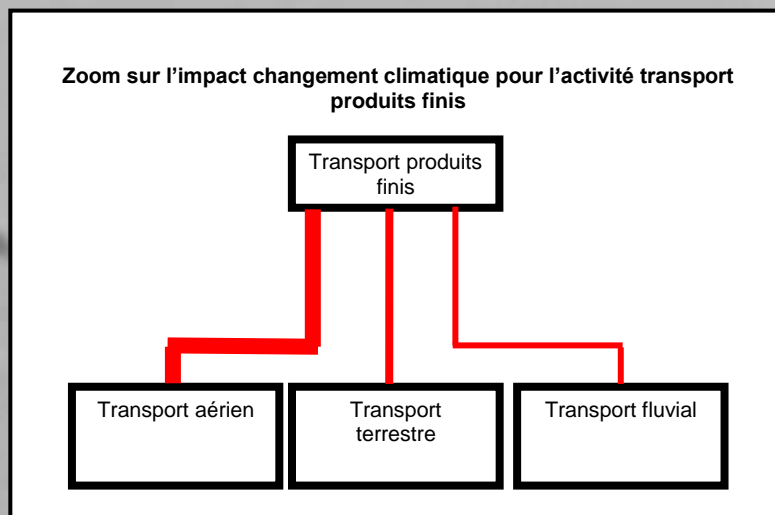 Zoom sur l’impact changement climatique pour l’activité transport
produits finis
Transport produits
finis
Transport aérien
Transport
terrestre
Transport fluvial